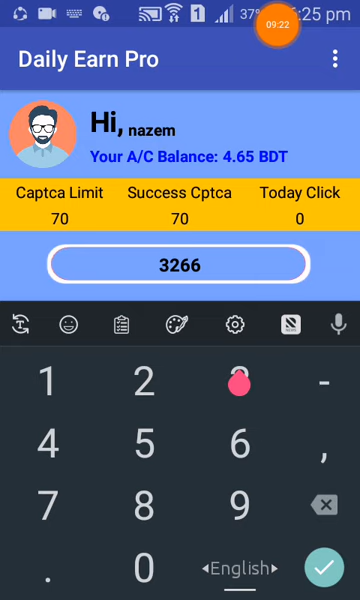 37%
09:22
6:25 pm
Daily Earn Pro
Hi, nazem
Your A/C Balance: 4.65 BDT
Captca Limit Success Cptca Today Click
70 70 0
3266
1 2 3 -
4 5 6 ,
7 8 9
. 0 English